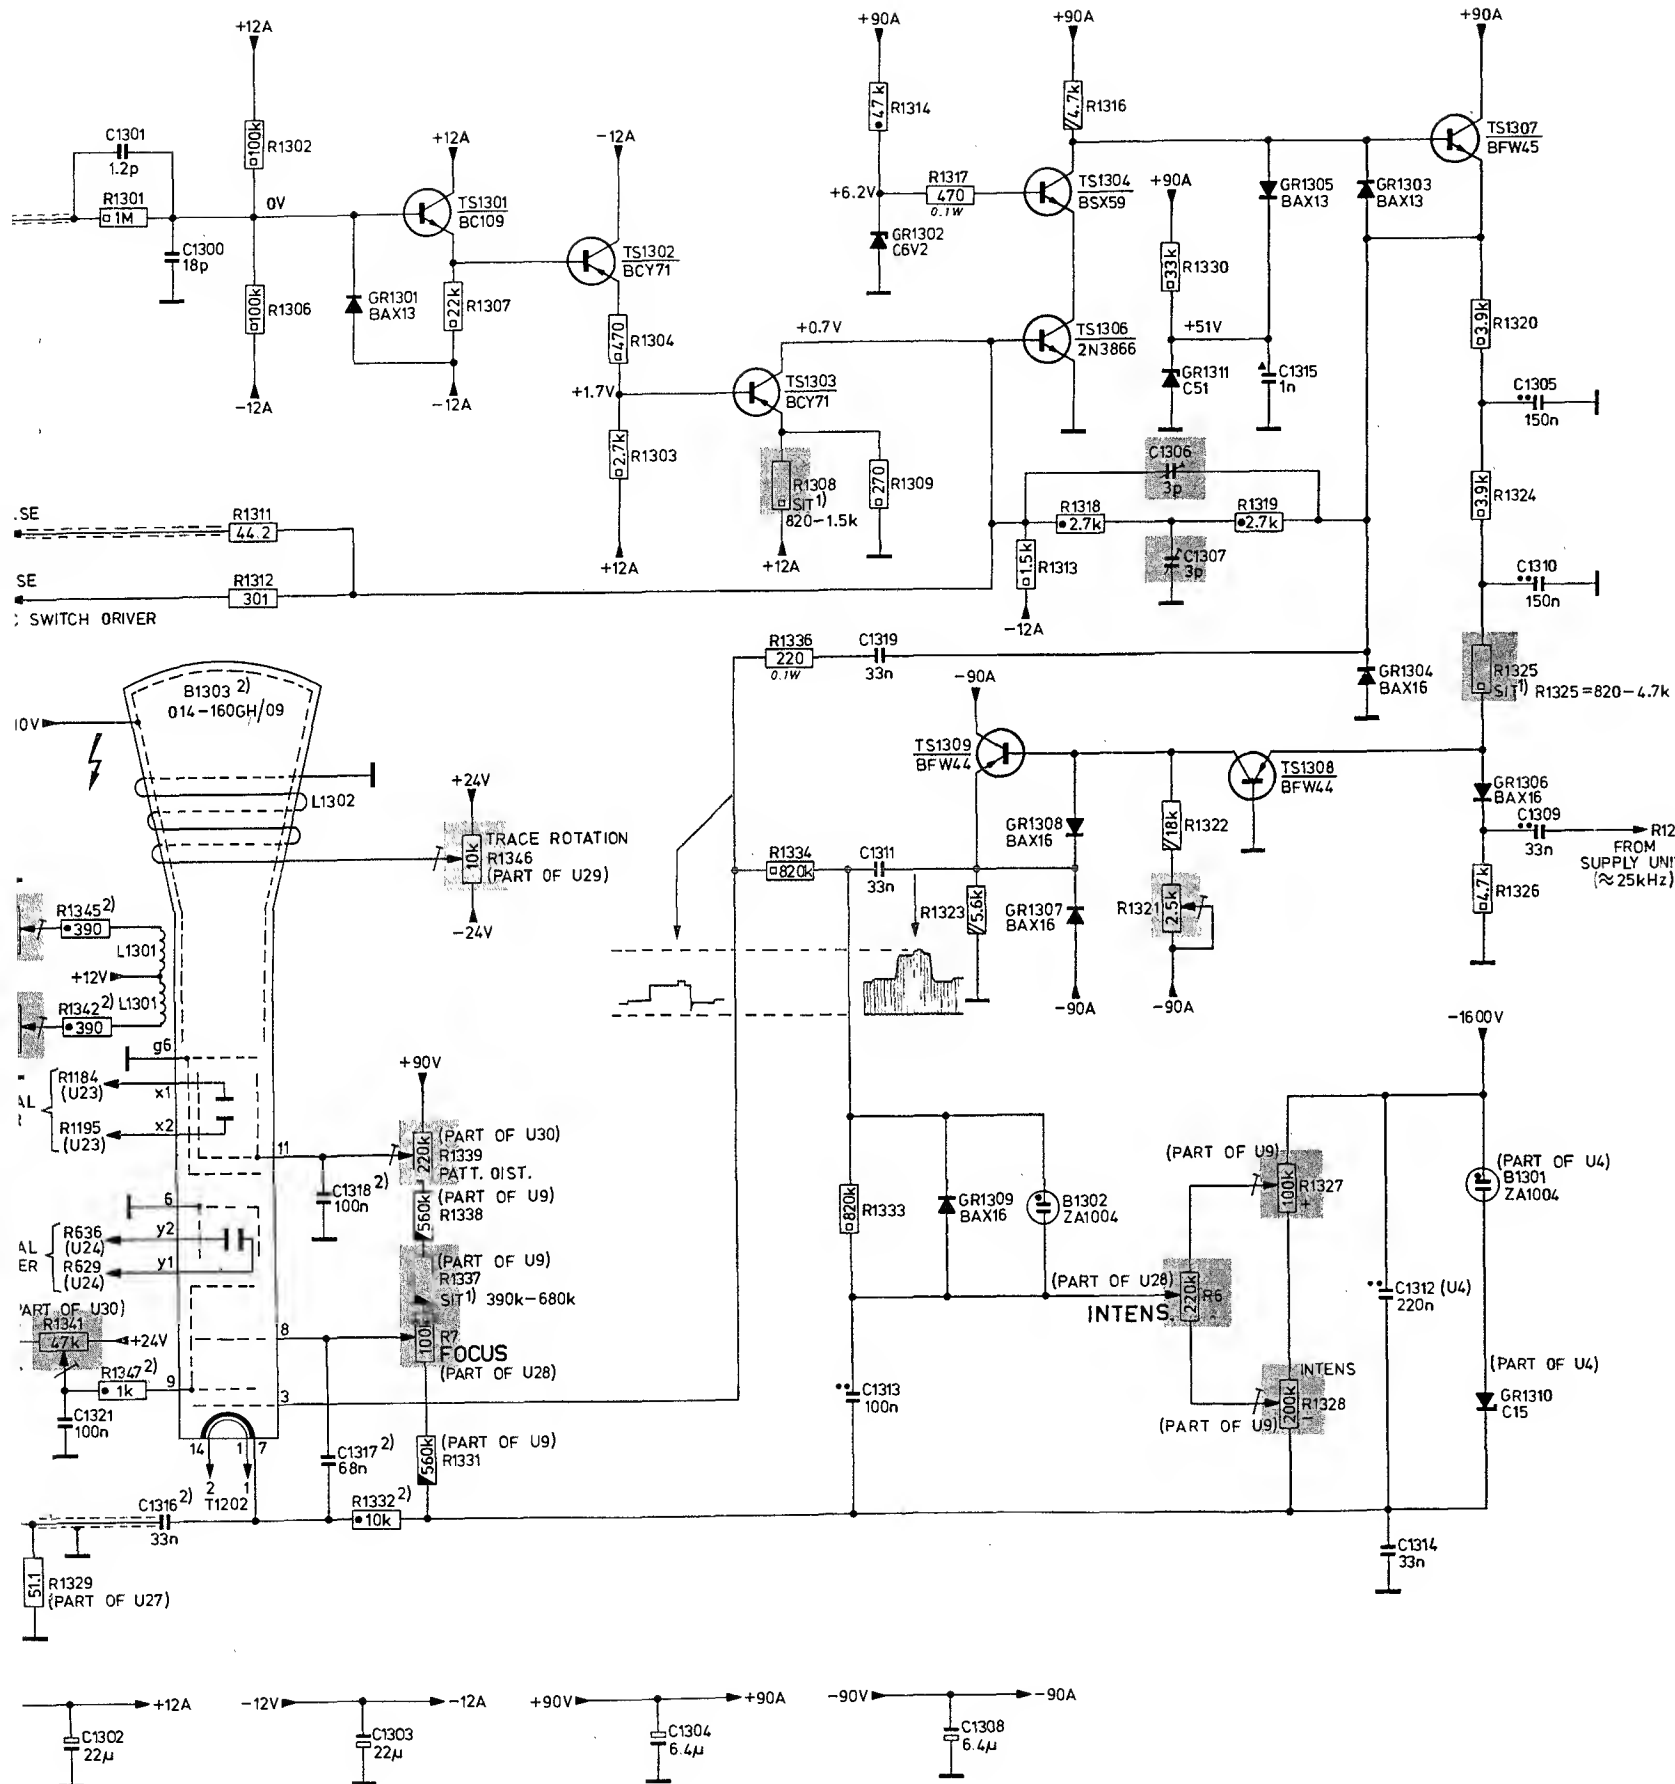 +12A
+90A
+90A
+90A
C1301
1.2p
100k
R1302
+12A
-12A
47k
R1314
4.7k
R1316
TS1307
BFW45
R1301
1M
0V
TS1301
BC109
+6.2V
R1317
470
0.1W
TS1304
BSX59
+90A
GR1305
BAX13
GR1303
BAX13
C1300
18p
TS1302
BCY71
GR1302
C6V2
33k
R1330
100k
R1306
GR1301
BAX13
22k
R1307
470
R1304
+0.7V
TS1306
2N3866
+51V
3.9k
R1320
-12A
-12A
+1.7V
TS1303
BCY71
GR1311
C51
C1315
1n
C1305
150n
2.7k
R1303
R1308
SIT 1)
820-1.5k
270
R1309
C1306
3p
3.9k
R1324
.SE
R1311
44.2
R1318
2.7k
R1319
2.7k
+12A
+12A
1.5k
R1313
C1307
3p
C1310
150n
SE
R1312
301
SWITCH DRIVER
-12A
R1336
220
0.1W
C1319
33n
GR1304
BAX16
R1325
SIT 1) R1325=820-4.7k
B1303 2)
D14-160GH/09
-90A
TS1309
BFW44
TS1308
BFW44
L1302
+24V
10k
TRACE ROTATION
R1346
(PART OF U29)
-24V
GR1306
BAX16
C1309
33n
R12
FROM
SUPPLY UNI
(≈25kHz)
GR1308
BAX16
18k
R1322
R1334
820k
C1311
33n
R1323
5.6k
GR1307
BAX16
R1321
2.5k
4.7k
R1326
R1345 2)
390
L1301
+12V
L1301
R1342 2)
390
-90A
-90A
-1600V
g6
R1184
(U23)
x1
x2
R1195
(U23)
11
+90V
220k
(PART OF U30)
R1339
PATT. DIST.
C1318 2)
100n
560k
(PART OF U9)
R1338
(PART OF U9)
R1337
SIT 1) 390k-680k
6
y2
y1
R636
(U24)
R629
(U24)
820k
R1333
GR1309
BAX16
B1302
ZA1004
(PART OF U9)
100k
R1327
+
(PART OF U4)
B1301
ZA1004
(PART OF U28)
INTENS.
220k
R6
C1312 (U4)
220n
PART OF U30)
R1341
47k
+24V
8
100k
R7
FOCUS
(PART OF U28)
R1347 2)
1k
9
3
C1321
100n
C1313
100n
INTENS
200k
R1328
-
(PART OF U9)
(PART OF U4)
GR1310
C15
14
1
7
2
1
T1202
C1317 2)
68n
560k
(PART OF U9)
R1331
C1316 2)
33n
R1332 2)
10k
C1314
33n
51.1
R1329
(PART OF U27)
+12A
-12V
-12A
+90V
+90A
-90V
-90A
C1302
22µ
C1303
22µ
C1304
6.4µ
C1308
6.4µ